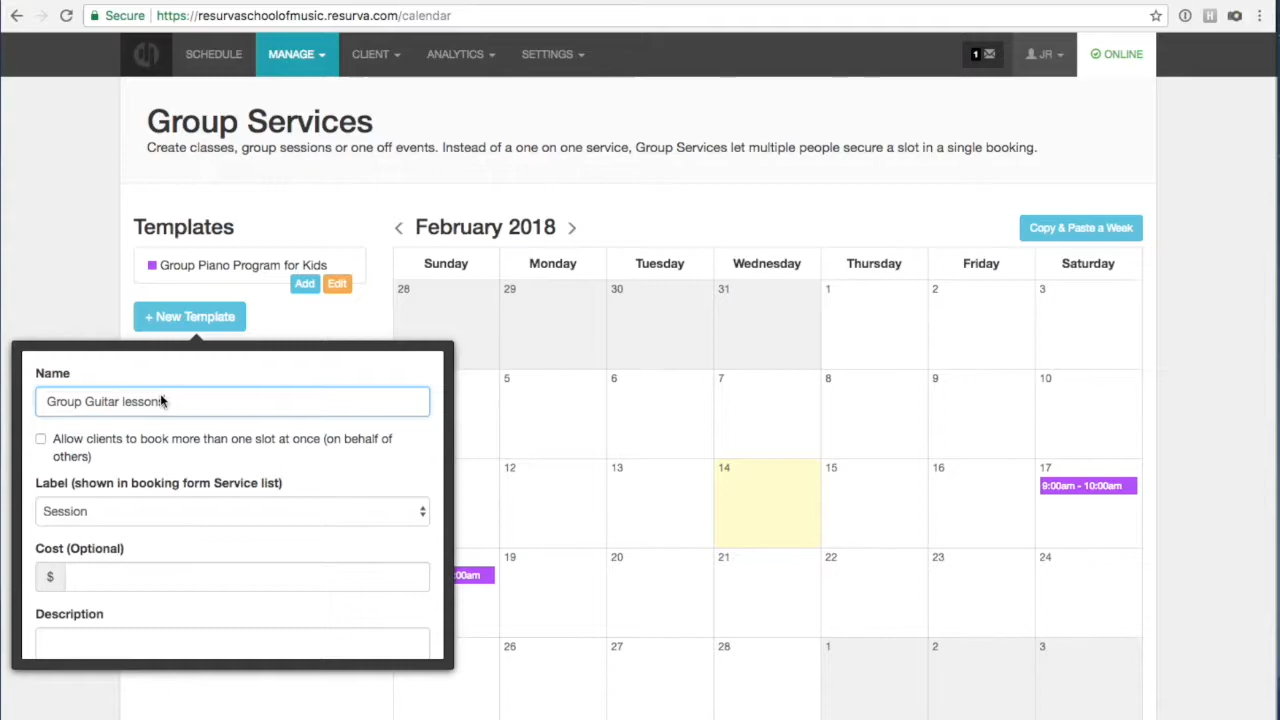 Secure https://resurvaschoolofmusic.resurva.com/calendar
SCHEDULE MANAGE CLIENT ANALYTICS SETTINGS 1 JR ONLINE
Group Services
Create classes, group sessions or one off events. Instead of a one on one service, Group Services let multiple people secure a slot in a single booking.
Templates
Group Piano Program for Kids
Add Edit
+ New Template
Name
Group Guitar lessons
Allow clients to book more than one slot at once (on behalf of
others)
Label (shown in booking form Service list)
Session
Cost (Optional)
$
Description
February 2018
Copy & Paste a Week
Sunday Monday Tuesday Wednesday Thursday Friday Saturday
28 29 30 31 1 2 3
5 6 7 8 9 10
12 13 14 15 16 17
9:00am - 10:00am
19 20 21 22 23 24
:00am
26 27 28 1 2 3